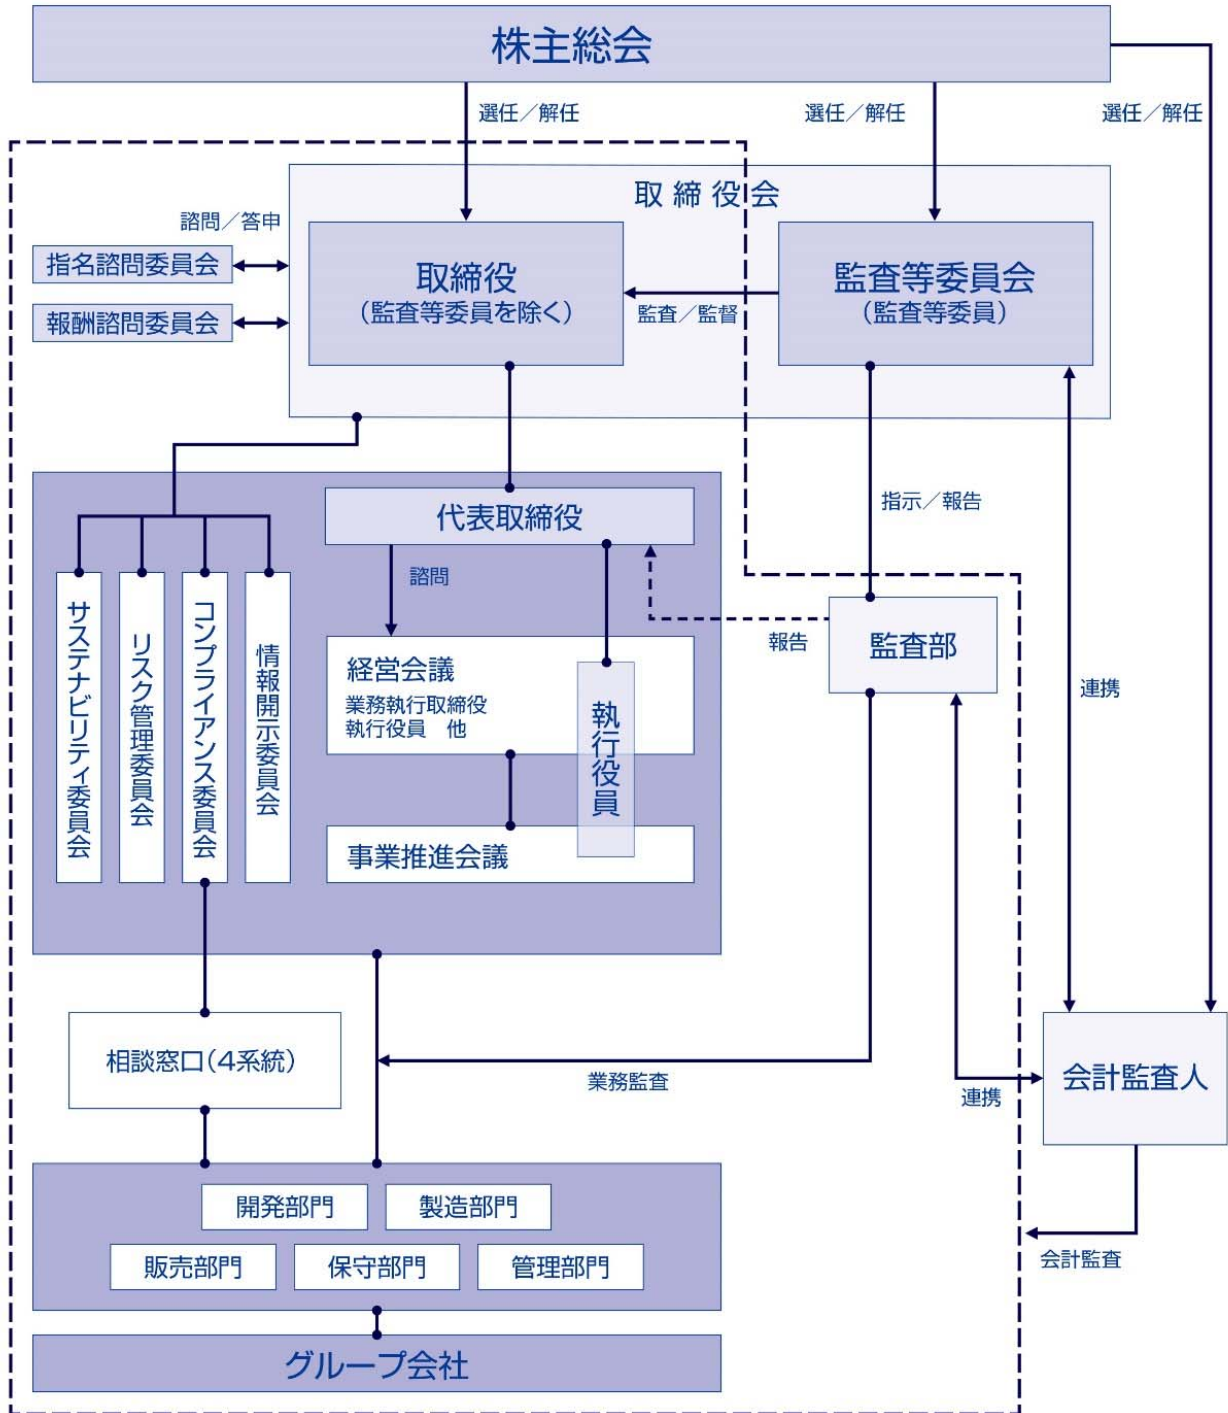 株主総会
選任／解任
選任／解任
選任／解任
取締役会
諮問／答申
指名諮問委員会
報酬諮問委員会
取締役
（監査等委員を除く）
監査／監督
監査等委員会
（監査等委員）
代表取締役
指示／報告
諮問
報告
監査部
連携
サステナビリティ委員会
リスク管理委員会
コンプライアンス委員会
情報開示委員会
経営会議
業務執行取締役
執行役員　他
執行役員
事業推進会議
相談窓口（4系統）
業務監査
連携
会計監査人
開発部門
製造部門
販売部門
保守部門
管理部門
会計監査
グループ会社